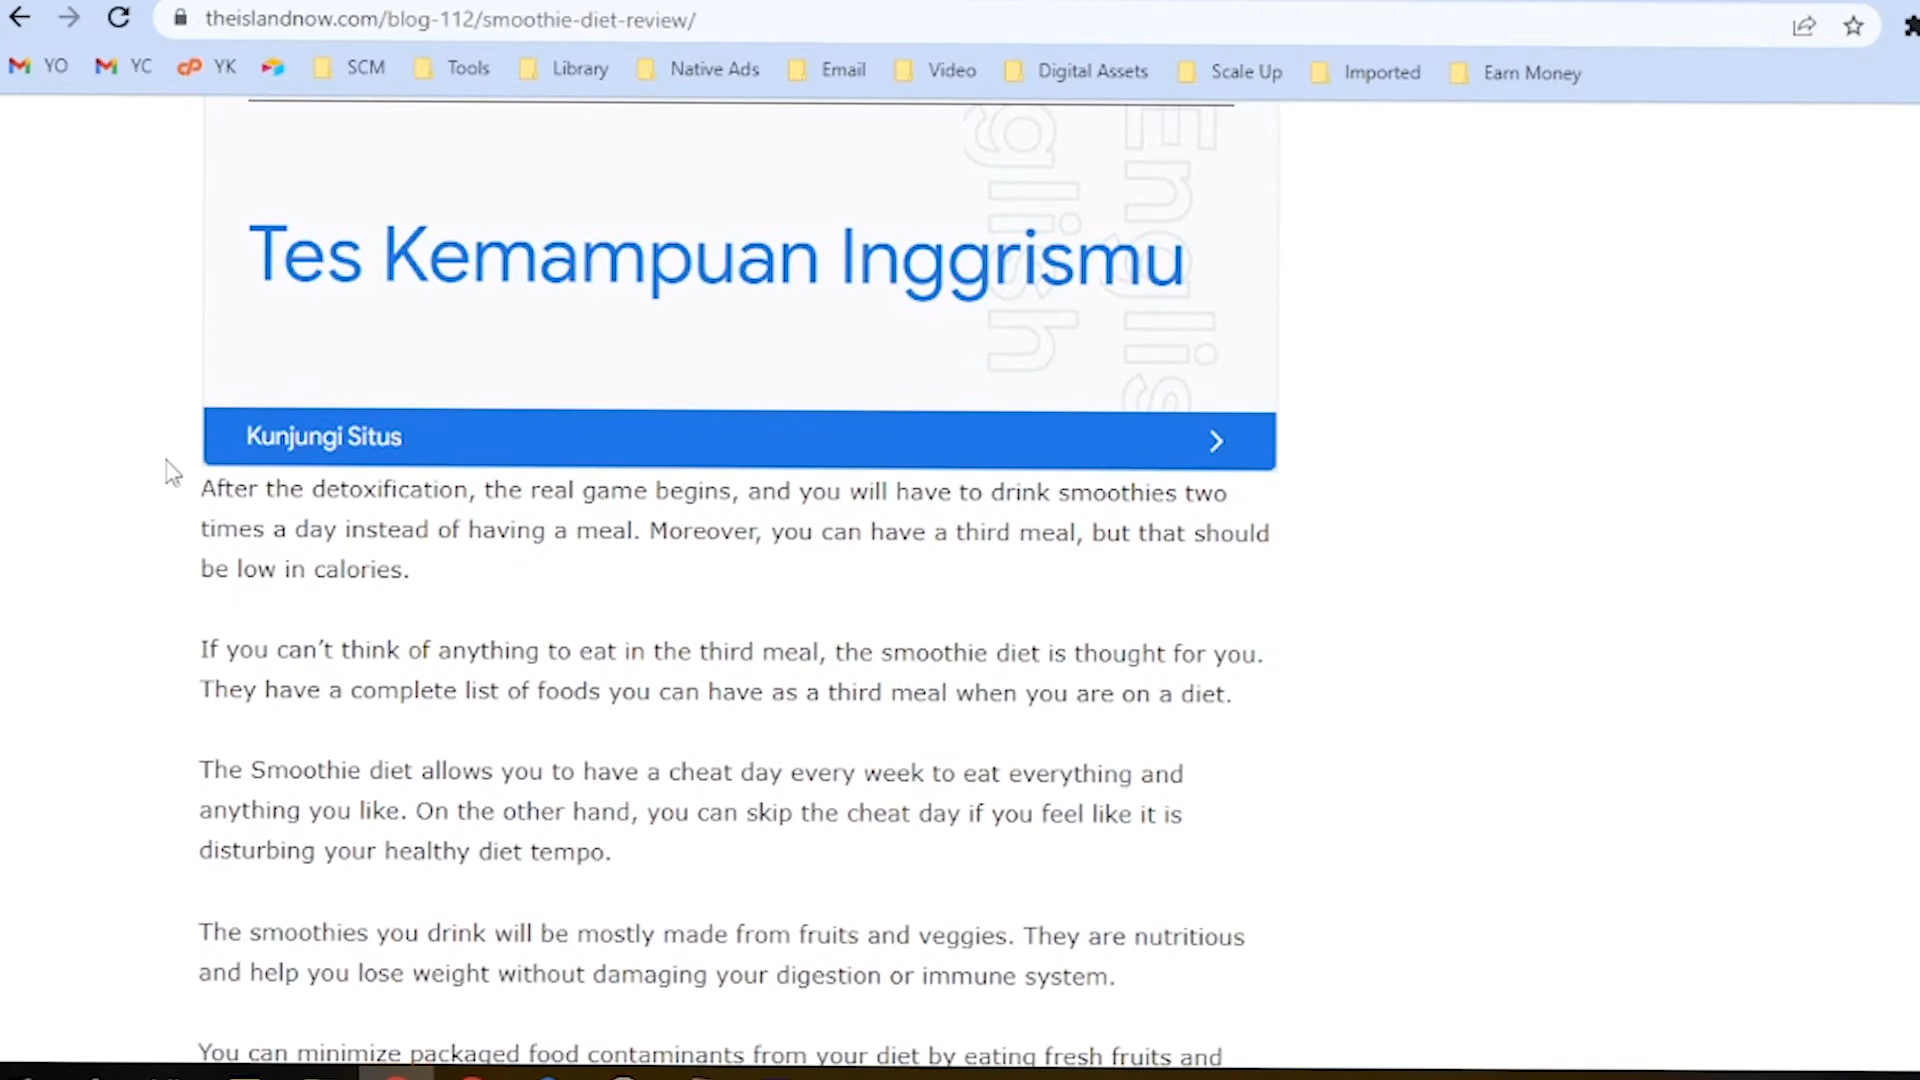 theislandnow.com/blog-112/smoothie-diet-review/
YO YC YK SCM Tools Library Native Ads Email Video Digital Assets Scale Up Imported Earn Money
English
glish
Tes Kemampuan Inggrismu
Kunjungi Situs
After the detoxification, the real game begins, and you will have to drink smoothies two
times a day instead of having a meal. Moreover, you can have a third meal, but that should
be low in calories.
If you can’t think of anything to eat in the third meal, the smoothie diet is thought for you.
They have a complete list of foods you can have as a third meal when you are on a diet.
The Smoothie diet allows you to have a cheat day every week to eat everything and
anything you like. On the other hand, you can skip the cheat day if you feel like it is
disturbing your healthy diet tempo.
The smoothies you drink will be mostly made from fruits and veggies. They are nutritious
and help you lose weight without damaging your digestion or immune system.
You can minimize packaged food contaminants from your diet by eating fresh fruits and